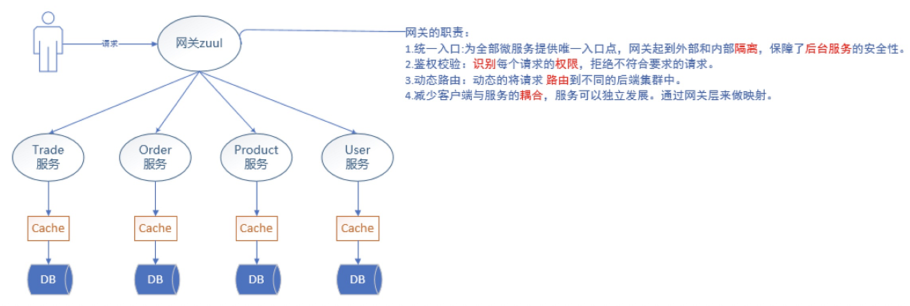 请求
网关zuul
网关的职责：
1.统一入口:为全部微服务提供唯一入口点，网关起到外部和内部隔离，保障了后台服务的安全性。
2.鉴权校验：识别每个请求的权限，拒绝不符合要求的请求。
3.动态路由：动态的将请求 路由到不同的后端集群中。
4.减少客户端与服务的耦合，服务可以独立发展。通过网关层来做映射。
Trade
服务
Order
服务
Product
服务
User
服务
Cache
Cache
Cache
Cache
DB
DB
DB
DB